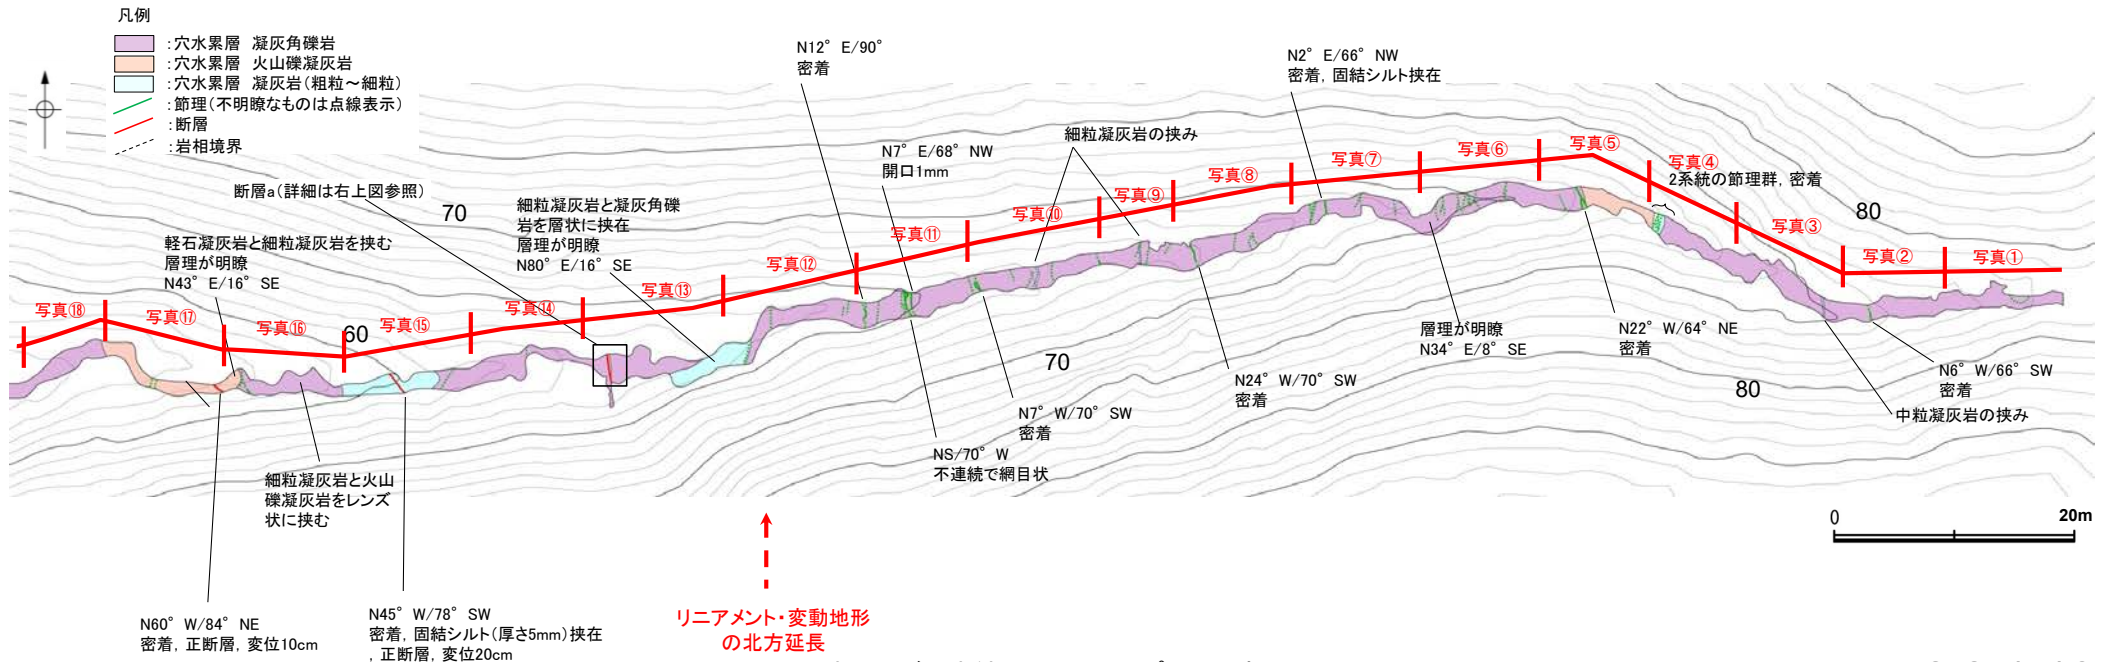 凡例
:穴水累層 凝灰角礫岩
:穴水累層 火山礫凝灰岩
:穴水累層 凝灰岩(粗粒～細粒)
:節理(不明瞭なものは点線表示)
:断層
:岩相境界
N12°E/90°
密着
N2°E/66°NW
密着, 固結シルト挟在
細粒凝灰岩の挟み
N7°E/68°NW
開口1mm
写真⑤
写真⑥
写真⑦
写真④
2系統の節理群, 密着
写真⑧
写真⑨
写真⑩
写真⑪
写真③
80
断層a(詳細は右上図参照)
70
細粒凝灰岩と凝灰角礫
岩を層状に挟在
層理が明瞭
N80°E/16°SE
軽石凝灰岩と細粒凝灰岩を挟む
層理が明瞭
N43°E/16°SE
写真⑫
写真②
写真①
写真⑬
写真⑭
写真⑱
写真⑰
写真⑯
60
写真⑮
層理が明瞭
N34°E/8°SE
N22°W/64°NE
密着
70
N24°W/70°SW
密着
80
N6°W/66°SW
密着
中粒凝灰岩の挟み
N7°W/70°SW
密着
NS/70°W
不連続で網目状
細粒凝灰岩と火山
礫凝灰岩をレンズ
状に挟む
0
20m
N60°W/84°NE
密着, 正断層, 変位10cm
N45°W/78°SW
密着, 固結シルト(厚さ5mm)挟在
, 正断層, 変位20cm
リニアメント・変動地形
の北方延長